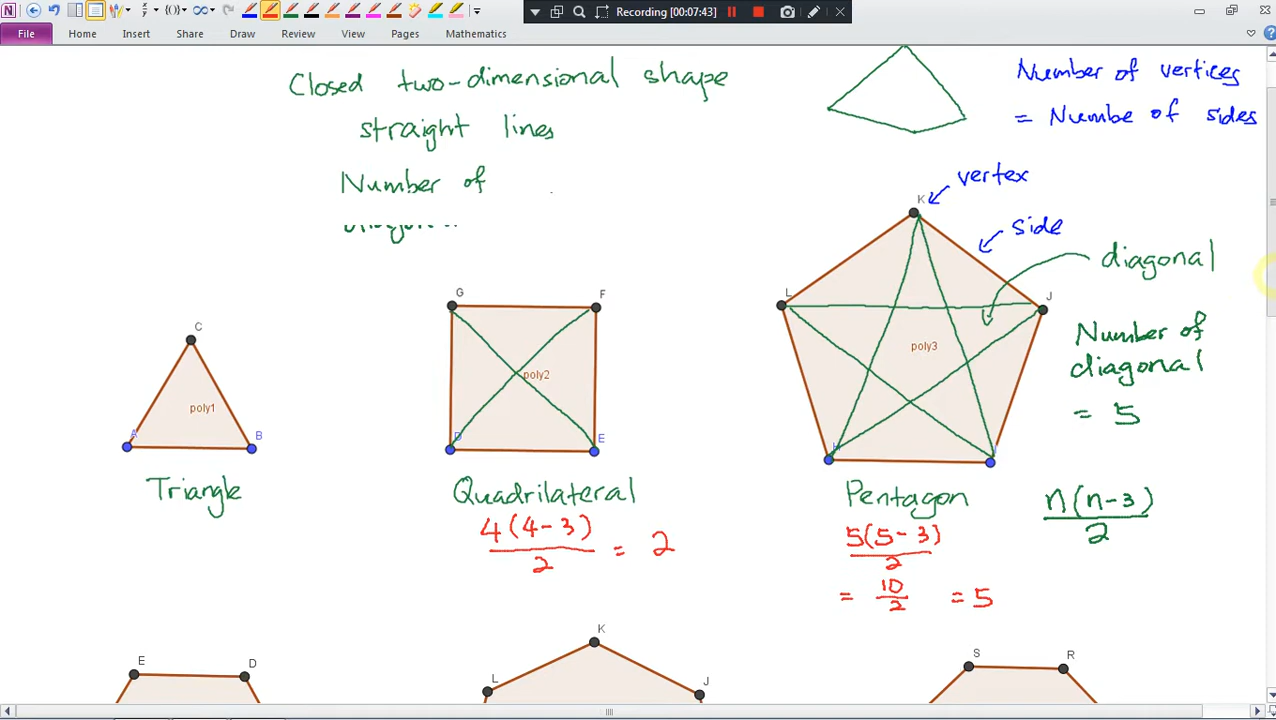 Recording [00:07:43]
File Home Insert Share Draw Review View Pages Mathematics
Closed two-dimensional shape
straight lines
Number of
Number of vertices
= Numbe of sides
K
vertex
side
diagonal
L
J
poly3
H
I
Number of
diagonal
= 5
G
F
poly2
D
E
C
poly1
A
B
Triangle
Quadrilateral
4(4-3)
2
= 2
Pentagon
5(5-3)
2
= 10
2
= 5
n(n-3)
2
E
D
K
L
J
S
R